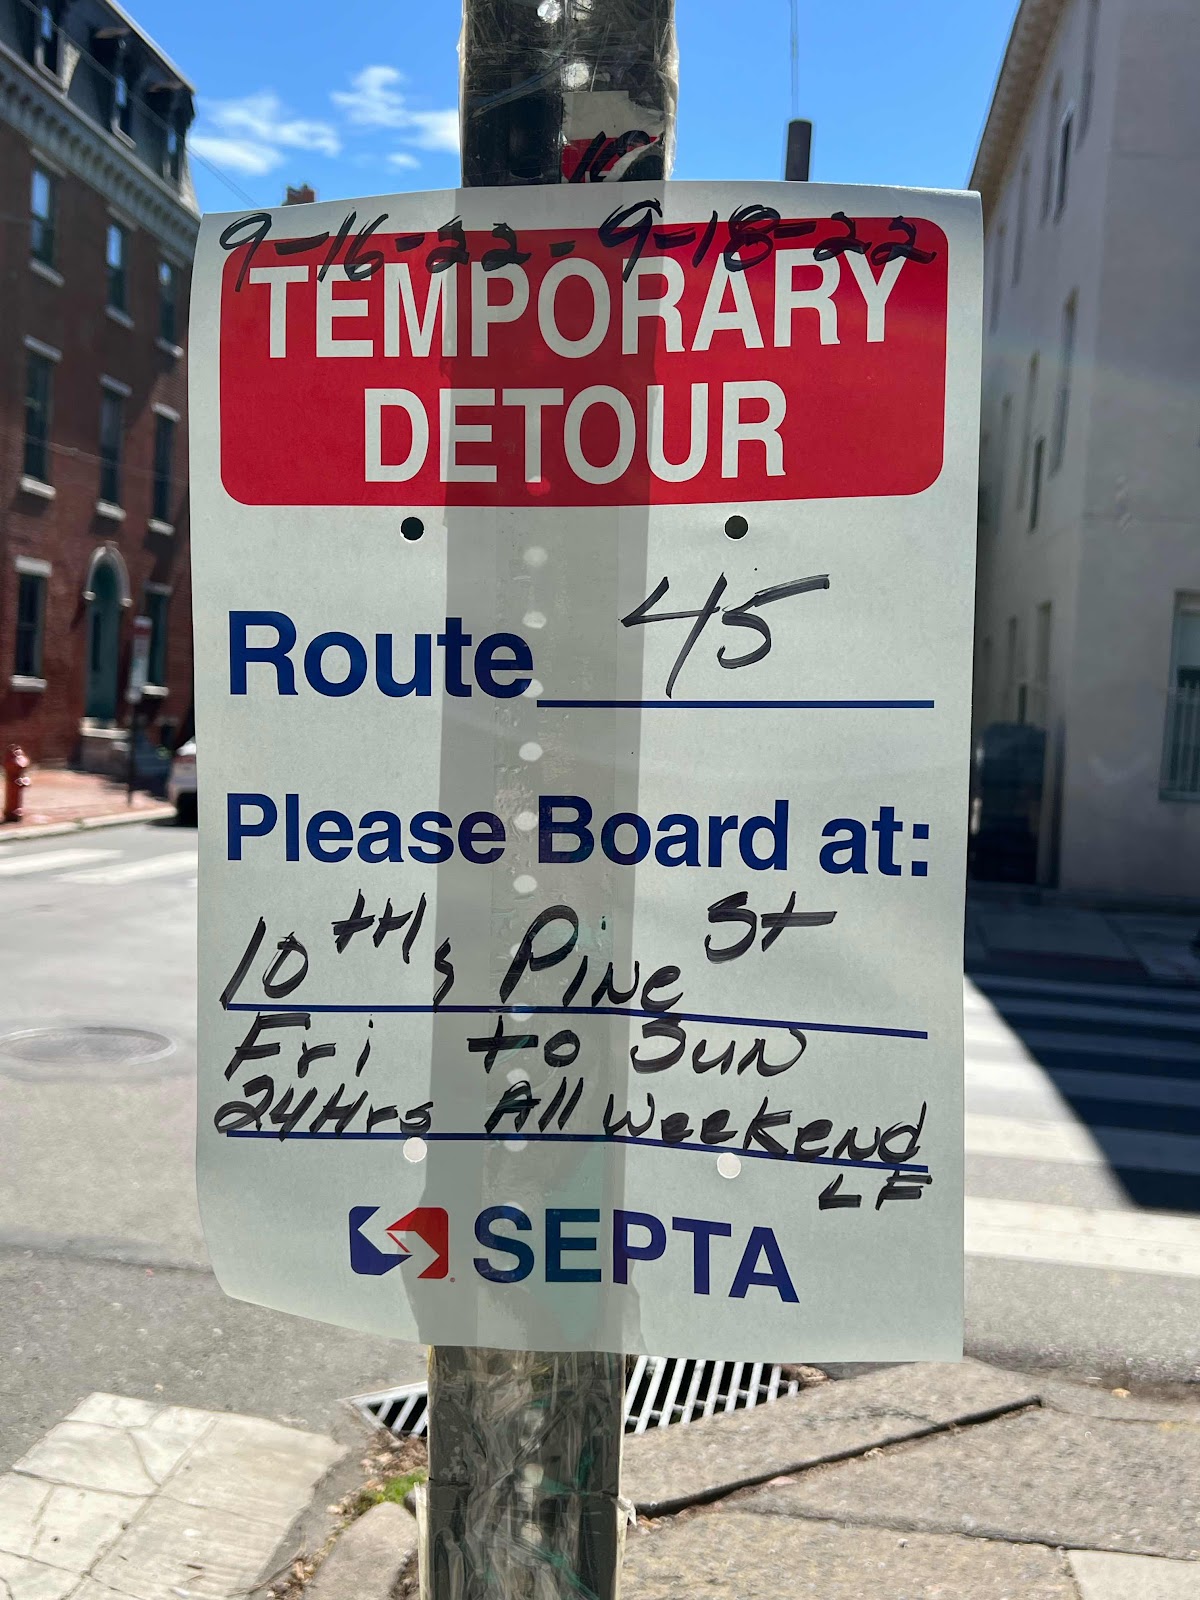 9-16-22 - 9-18-22
TEMPORARY
DETOUR
Route 45
Please Board at:
10th & Pine St
Fri to Sun
24Hrs All Weekend
LF
SEPTA